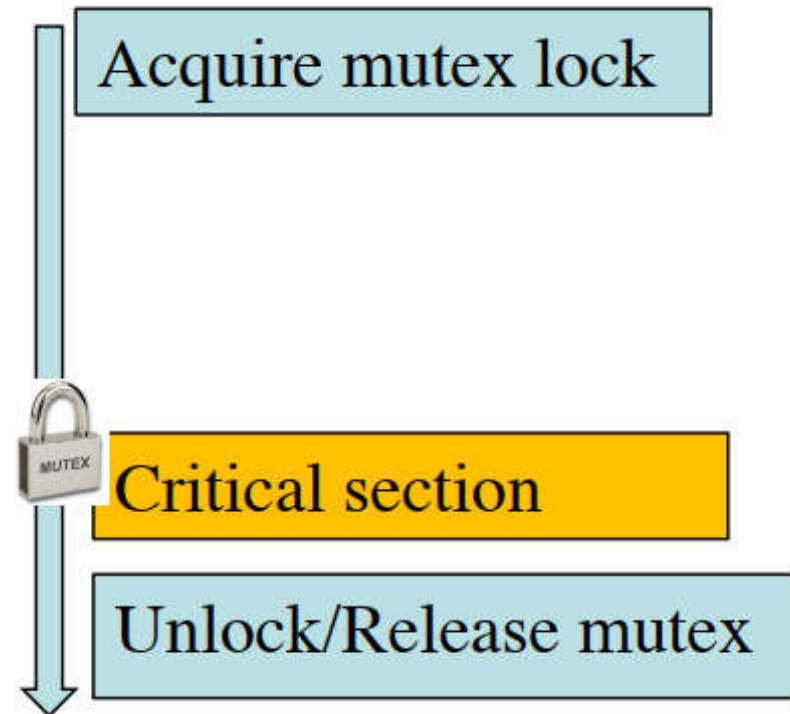 Acquire mutex lock
MUTEX
Critical section
Unlock/Release mutex